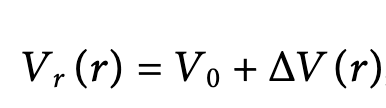 V_r (r) = V_0 + ΔV (r)